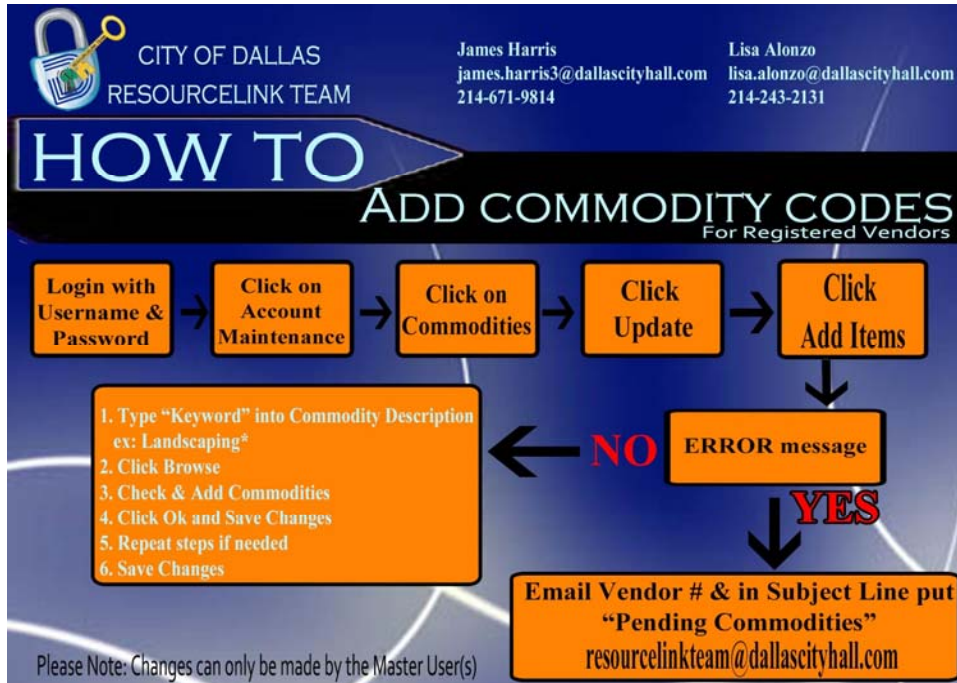 CITY OF DALLAS
RESOURCELINK TEAM
James Harris
james.harris3@dallascityhall.com
214-671-9814
Lisa Alonzo
lisa.alonzo@dallascityhall.com
214-243-2131
HOW TO
ADD COMMODITY CODES
For Registered Vendors
Login with
Username &
Password
Click on
Account
Maintenance
Click on
Commodities
Click
Update
Click
Add Items
ERROR message
NO
1. Type “Keyword” into Commodity Description
ex: Landscaping*
2. Click Browse
3. Check & Add Commodities
4. Click Ok and Save Changes
5. Repeat steps if needed
6. Save Changes
YES
Email Vendor # & in Subject Line put
“Pending Commodities”
resourcelinkteam@dallascityhall.com
Please Note: Changes can only be made by the Master User(s)